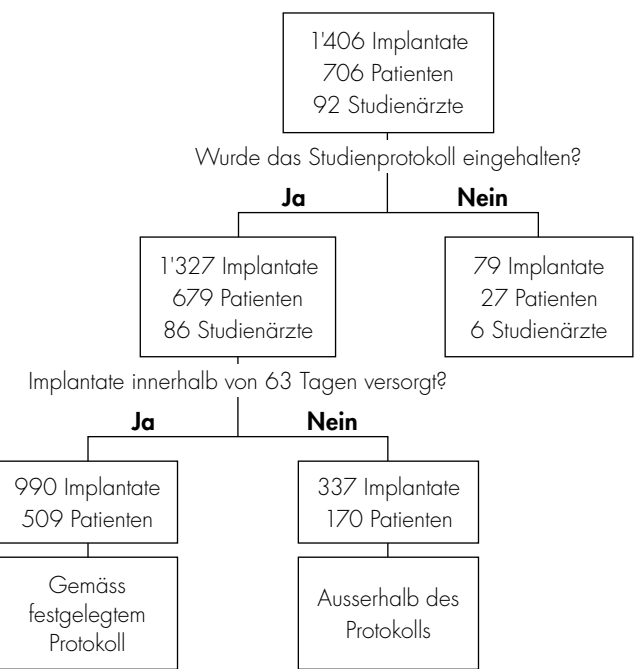 1'406 Implantate
706 Patienten
92 Studienärzte
Wurde das Studienprotokoll eingehalten?
Ja
Nein
1'327 Implantate
679 Patienten
86 Studienärzte
79 Implantate
27 Patienten
6 Studienärzte
Implantate innerhalb von 63 Tagen versorgt?
Ja
Nein
990 Implantate
509 Patienten
337 Implantate
170 Patienten
Gemäss
festgelegtem
Protokoll
Ausserhalb des
Protokolls